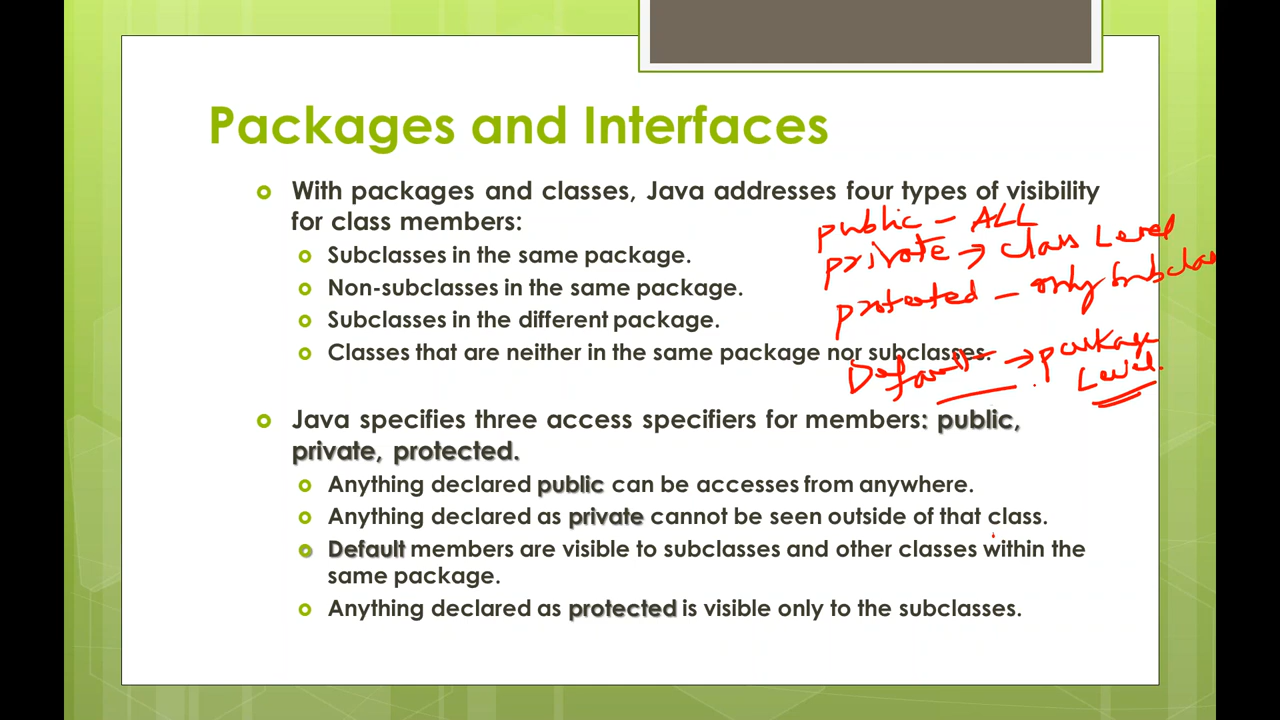 Packages and Interfaces
With packages and classes, Java addresses four types of visibility
for class members:
public - ALL
private → class Level
Subclasses in the same package.
Non-subclasses in the same package.
protected - only subclas
Subclasses in the different package.
Classes that are neither in the same package nor subclasses.
Default → package
Level.
Java specifies three access specifiers for members: public,
private, protected.
Anything declared public can be accesses from anywhere.
Anything declared as private cannot be seen outside of that class.
Default members are visible to subclasses and other classes within the
same package.
Anything declared as protected is visible only to the subclasses.